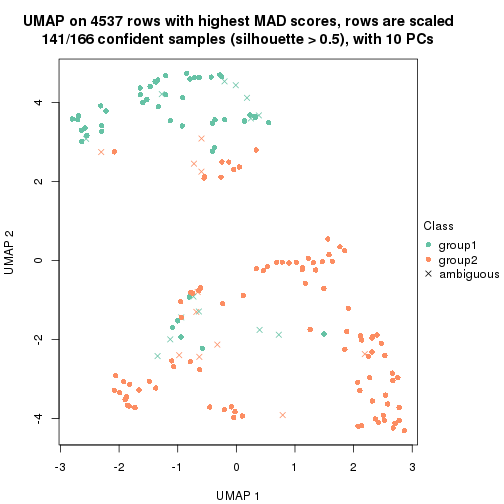 UMAP on 4537 rows with highest MAD scores, rows are scaled
141/166 confident samples (silhouette > 0.5), with 10 PCs
4
2
0
-2
-4
UMAP 2
-3
-2
-1
0
1
2
3
UMAP 1
Class
group1
group2
ambiguous